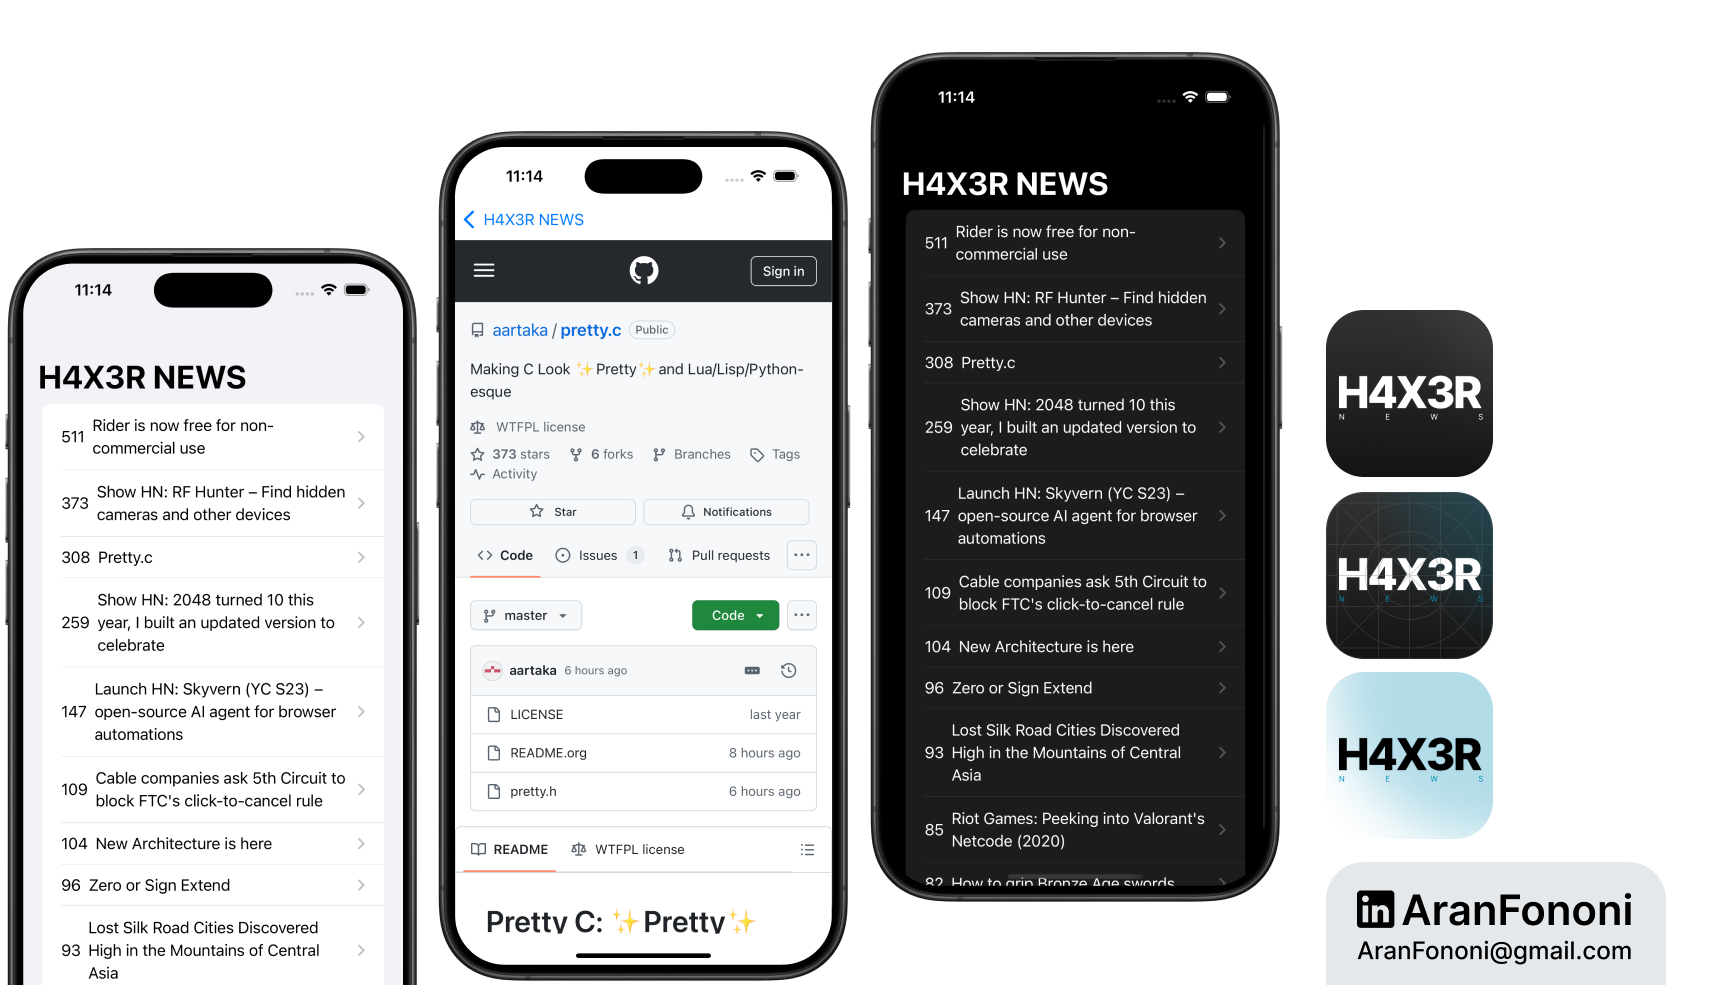 11:14
H4X3R NEWS
511
Rider is now free for non-
commercial use
373
Show HN: RF Hunter – Find hidden
cameras and other devices
308 Pretty.c
259
Show HN: 2048 turned 10 this
year, I built an updated version to
celebrate
147
Launch HN: Skyvern (YC S23) –
open-source AI agent for browser
automations
109
Cable companies ask 5th Circuit to
block FTC's click-to-cancel rule
104 New Architecture is here
96 Zero or Sign Extend
93
Lost Silk Road Cities Discovered
High in the Mountains of Central
Asia
11:14
H4X3R NEWS
Sign in
aartaka / pretty.c Public
Making C Look ✨Pretty✨and Lua/Lisp/Python-
esque
WTFPL license
373 stars 6 forks Branches Tags
Activity
Star Notifications
Code Issues 1 Pull requests ...
master Code ...
aartaka 6 hours ago
LICENSE last year
README.org 8 hours ago
pretty.h 6 hours ago
README WTFPL license
Pretty C: ✨Pretty✨
11:14
H4X3R NEWS
511
Rider is now free for non-
commercial use
373
Show HN: RF Hunter – Find hidden
cameras and other devices
308 Pretty.c
259
Show HN: 2048 turned 10 this
year, I built an updated version to
celebrate
147
Launch HN: Skyvern (YC S23) –
open-source AI agent for browser
automations
109
Cable companies ask 5th Circuit to
block FTC's click-to-cancel rule
104 New Architecture is here
96 Zero or Sign Extend
93
Lost Silk Road Cities Discovered
High in the Mountains of Central
Asia
85
Riot Games: Peeking into Valorant's
Netcode (2020)
82 How to grip Bronze Age swords
H4X3R
NEWS
H4X3R
NEWS
H4X3R
NEWS
in AranFononi
AranFononi@gmail.com